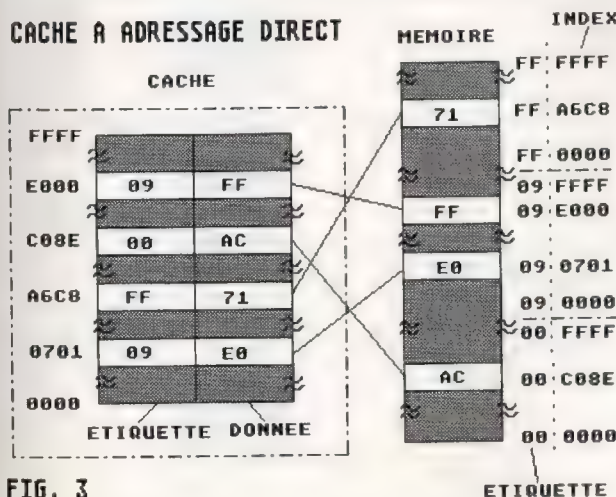 CACHE A ADRESSAGE DIRECT
CACHE
FFFF
E000 09 FF
C08E 00 AC
A6C8 FF 71
0701 09 E0
0000
ETIQUETTE DONNEE
MEMOIRE
INDEX
FF FFFF
71 FF A6C8
FF 0000
09 FFFF
FF 09 E000
E0 09 0701
09 0000
00 FFFF
AC 00 C08E
00 0000
ETIQUETTE
FIG. 3